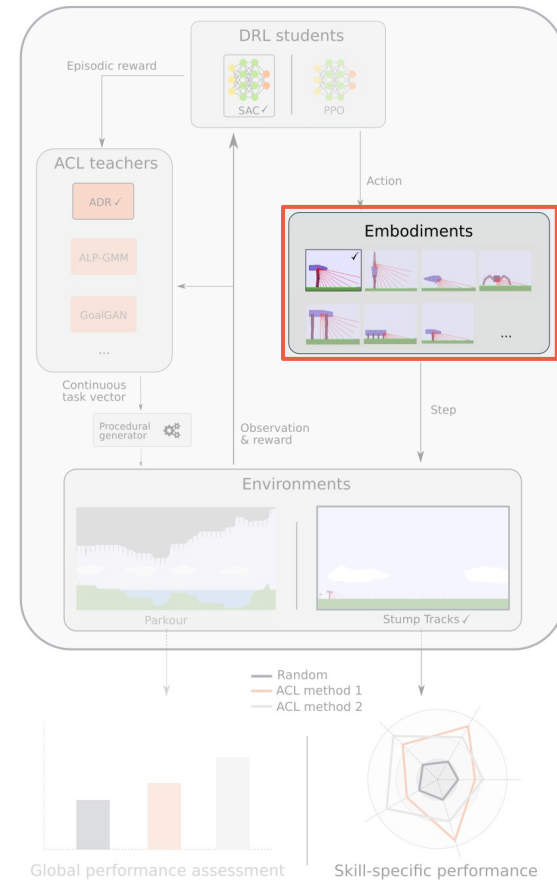 DRL students
Episodic reward
SAC ✓
PPO
ACL teachers
ADR ✓
ALP-GMM
GoalGAN
...
Action
Embodiments
✓
...
Continuous
task vector
Procedural
generator
Observation
& reward
Step
Environments
Parkour
Stump Tracks ✓
Random
ACL method 1
ACL method 2
Global performance assessment
Skill-specific performance